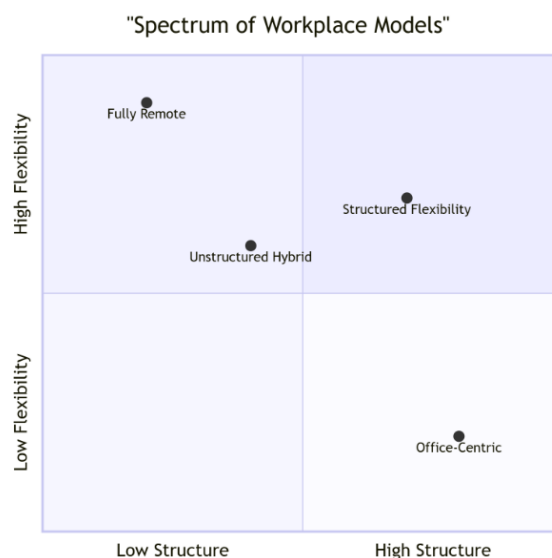 "Spectrum of Workplace Models"
High Flexibility
Fully Remote
Structured Flexibility
Unstructured Hybrid
Low Flexibility
Office-Centric
Low Structure
High Structure